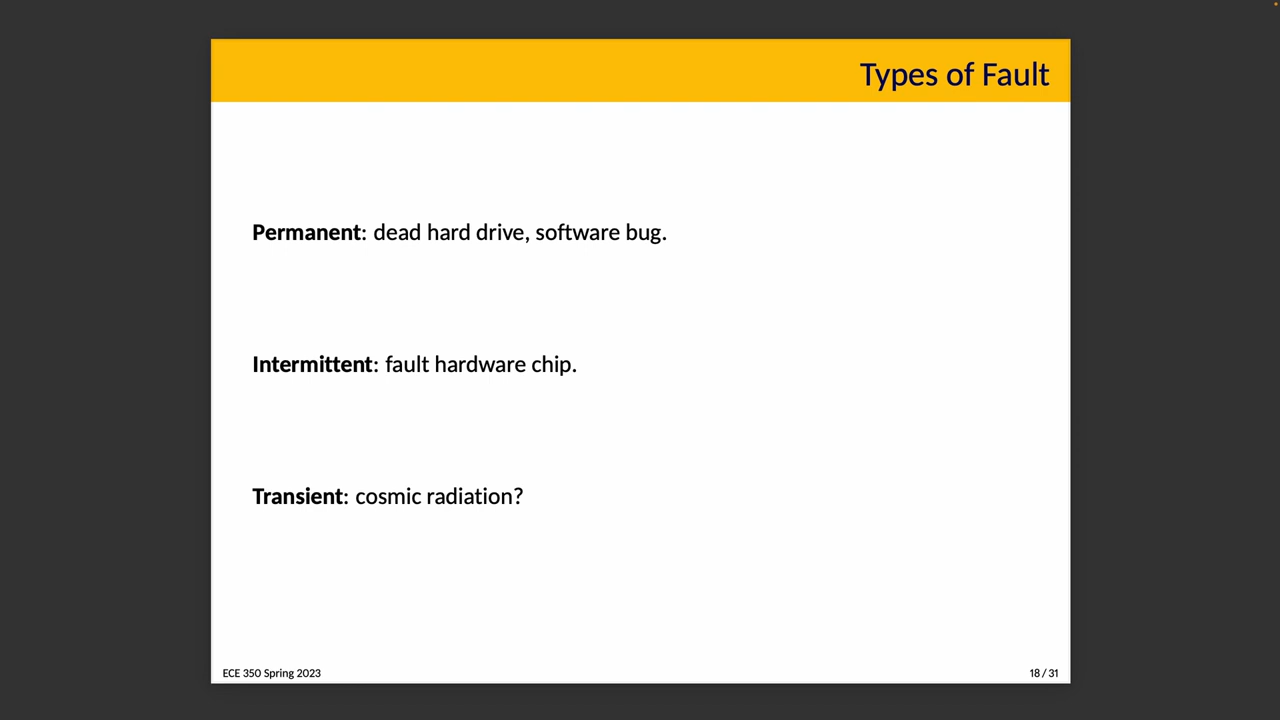 Types of Fault
Permanent: dead hard drive, software bug.
Intermittent: fault hardware chip.
Transient: cosmic radiation?
ECE 350 Spring 2023
18 / 31